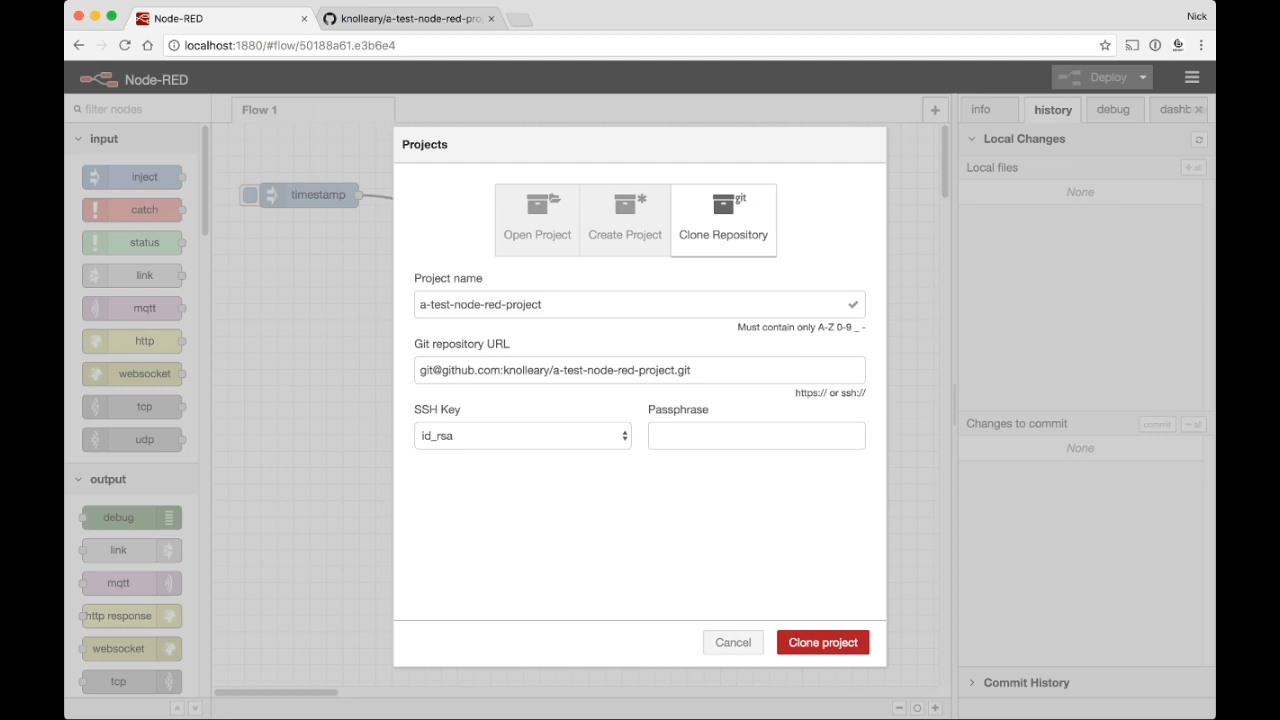 Node-RED
knolleary/a-test-node-red-pro
Nick
localhost:1880/#flow/50188a61.e3b6e4
Node-RED
Deploy
filter nodes
Flow 1
info
history
debug
dashb
input
inject
catch
status
link
mqtt
http
websocket
tcp
udp
output
debug
link
mqtt
http response
websocket
tcp
timestamp
Projects
Open Project
Create Project
git
Clone Repository
Project name
a-test-node-red-project
Must contain only A-Z 0-9 _ -
Git repository URL
git@github.com:knolleary/a-test-node-red-project.git
https:// or ssh://
SSH Key
Passphrase
id_rsa
Cancel
Clone project
Local Changes
Local files
+ all
None
Changes to commit
commit
− all
None
Commit History